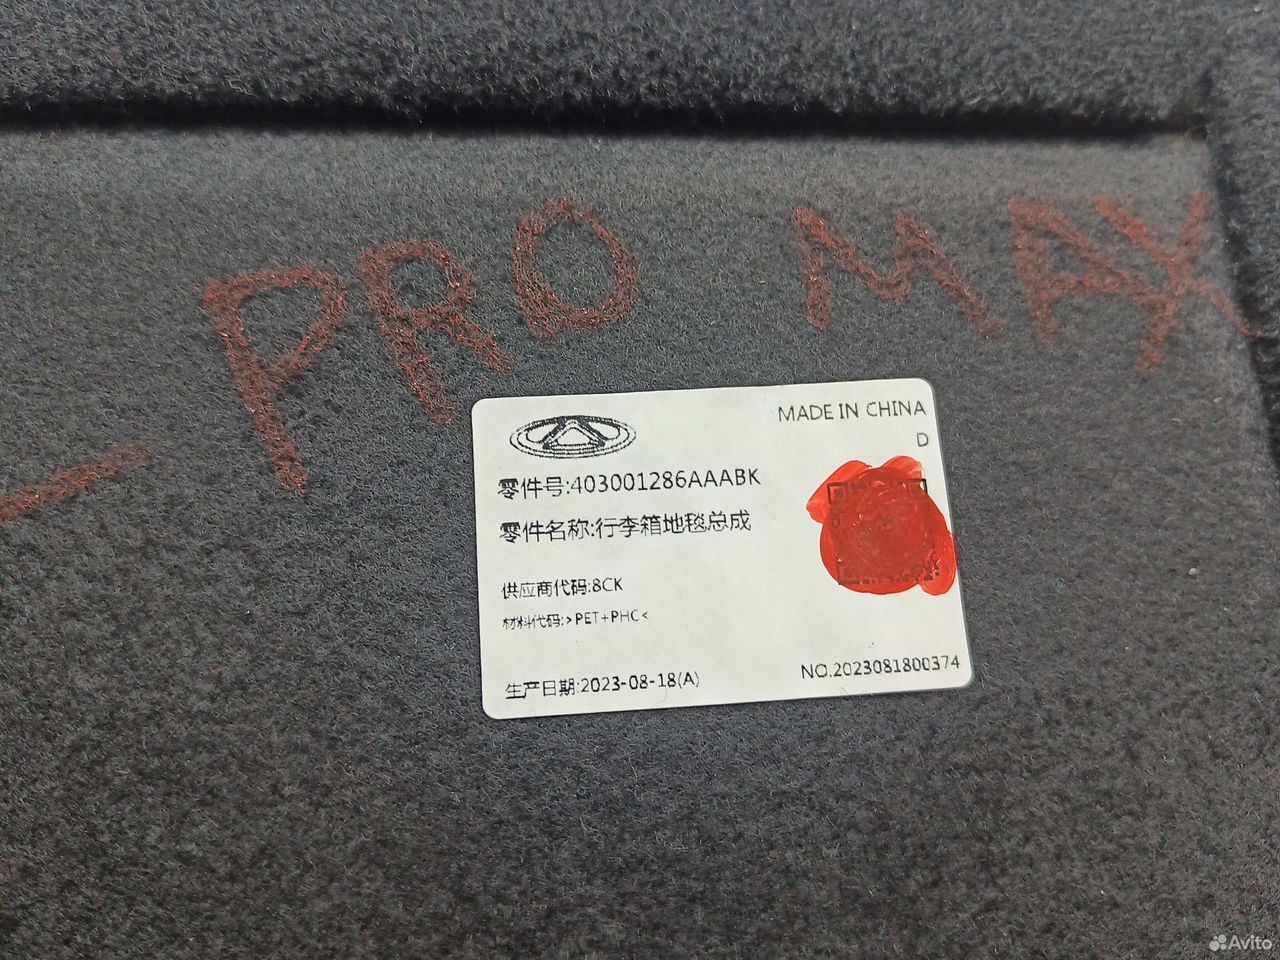 PRO MAX
MADE IN CHINA
D
零件号:403001286AAABK
零件名称:行李箱地毯总成
供应商代码:8CK
材料代码:>PET+PHC<
生产日期:2023-08-18(A)
NO.2023081800374
Avito